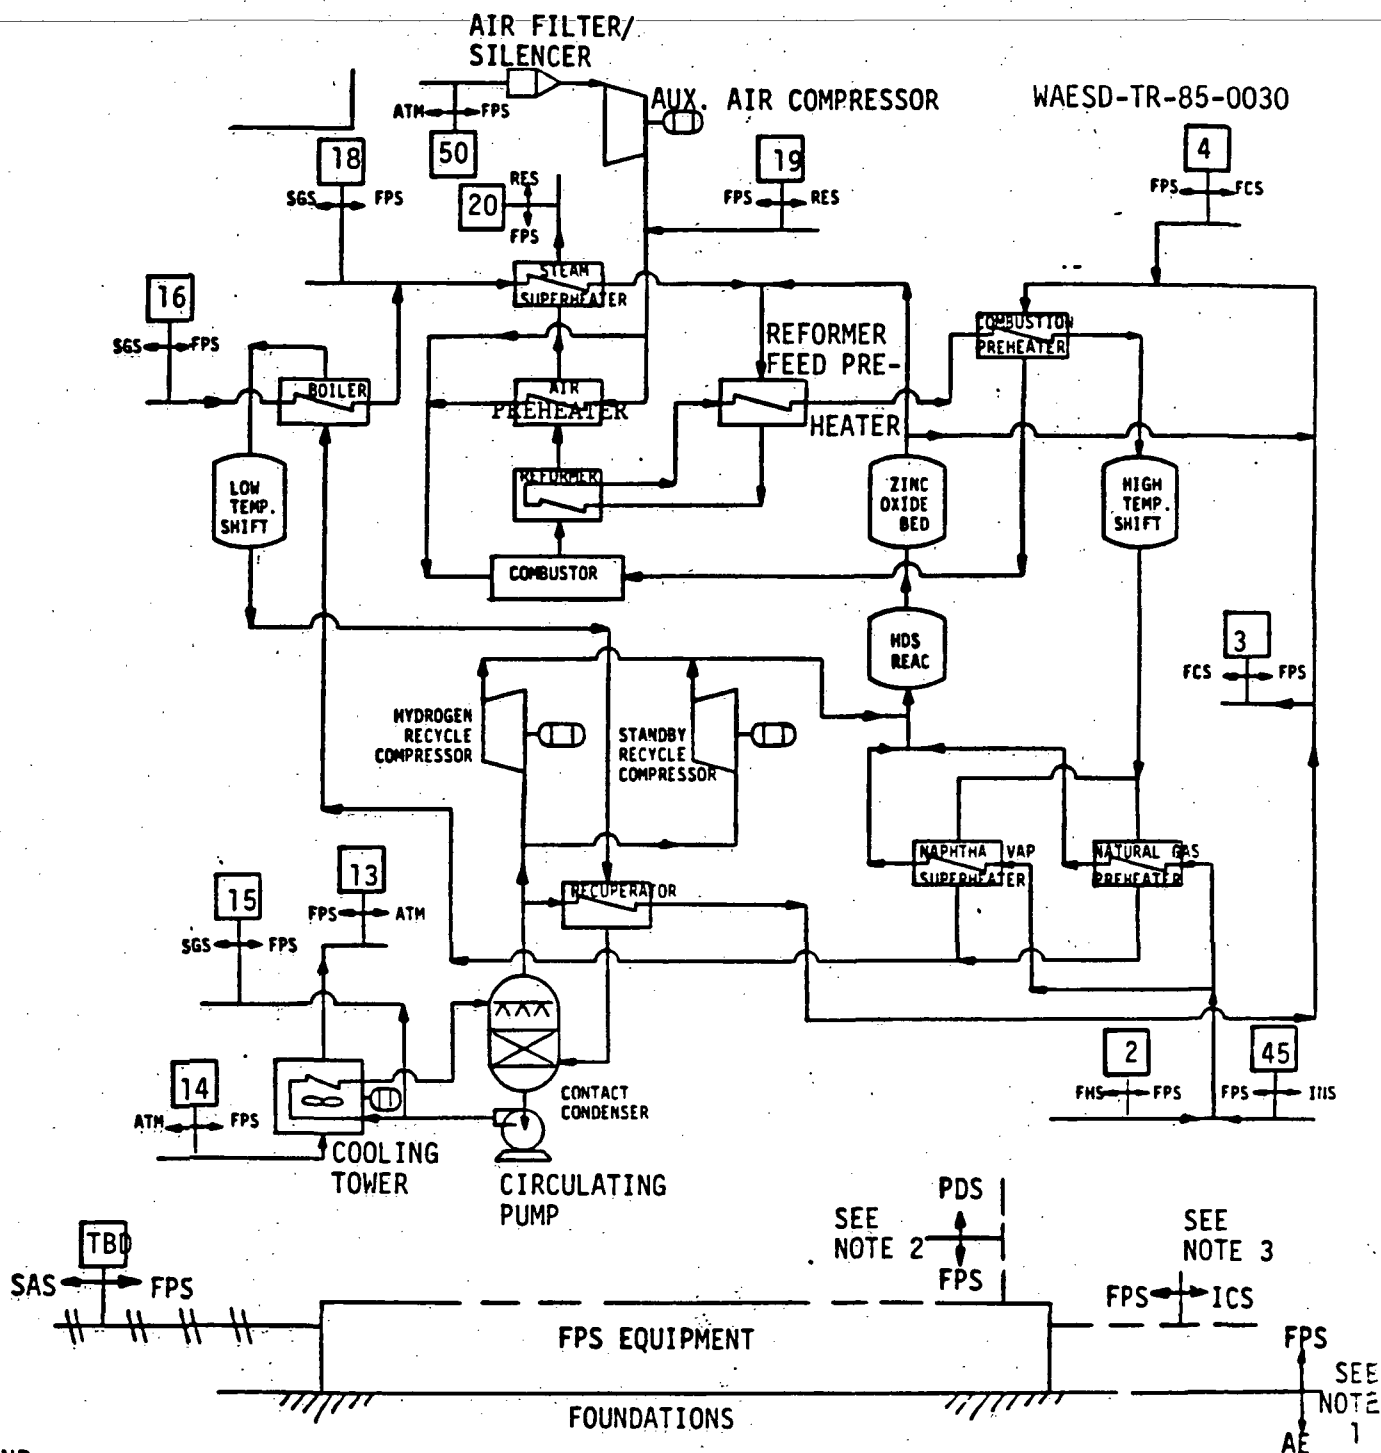 AIR FILTER/
SILENCER
AUX. AIR COMPRESSOR
WAESD-TR-85-0030
ATM FPS
50
18
SGS FPS
19
FPS RES
4
FPS FCS
20
RES
FPS
STEAM
SUPERHEATER
16
SGS FPS
COMBUSTION
PREHEATER
REFORMER
FEED PRE-
HEATER
BOILER
AIR
PREHEATER
REFORMER
LOW
TEMP.
SHIFT
ZINC
OXIDE
BED
HIGH
TEMP.
SHIFT
COMBUSTOR
HDS
REAC
3
FCS FPS
HYDROGEN
RECYCLE
COMPRESSOR
STANDBY
RECYCLE
COMPRESSOR
NAPHTHA VAP
SUPERHEATER
NATURAL GAS
PREHEATER
13
FPS ATM
15
SGS FPS
RECUPERATOR
2
FHS FPS
45
FPS
14
ATM FPS
CONTACT
CONDENSER
COOLING
TOWER
CIRCULATING
PUMP
PDS
SEE
NOTE 2
FPS
SEE
NOTE 3
FPS ICS
TBD
SAS FPS
FPS EQUIPMENT
FPS
SEE
NOTE
1
AE
FOUNDATIONS